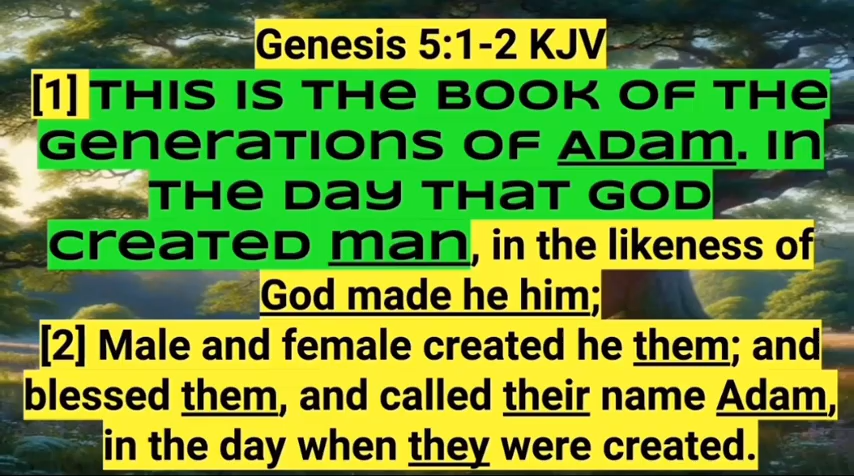 Genesis 5:1-2 KJV
[1] THIS IS THE BOOK OF THE
Generations of Adam. In
THE Day THAT GOD
created man, in the likeness of
God made he him;
[2] Male and female created he them; and
blessed them, and called their name Adam,
in the day when they were created.